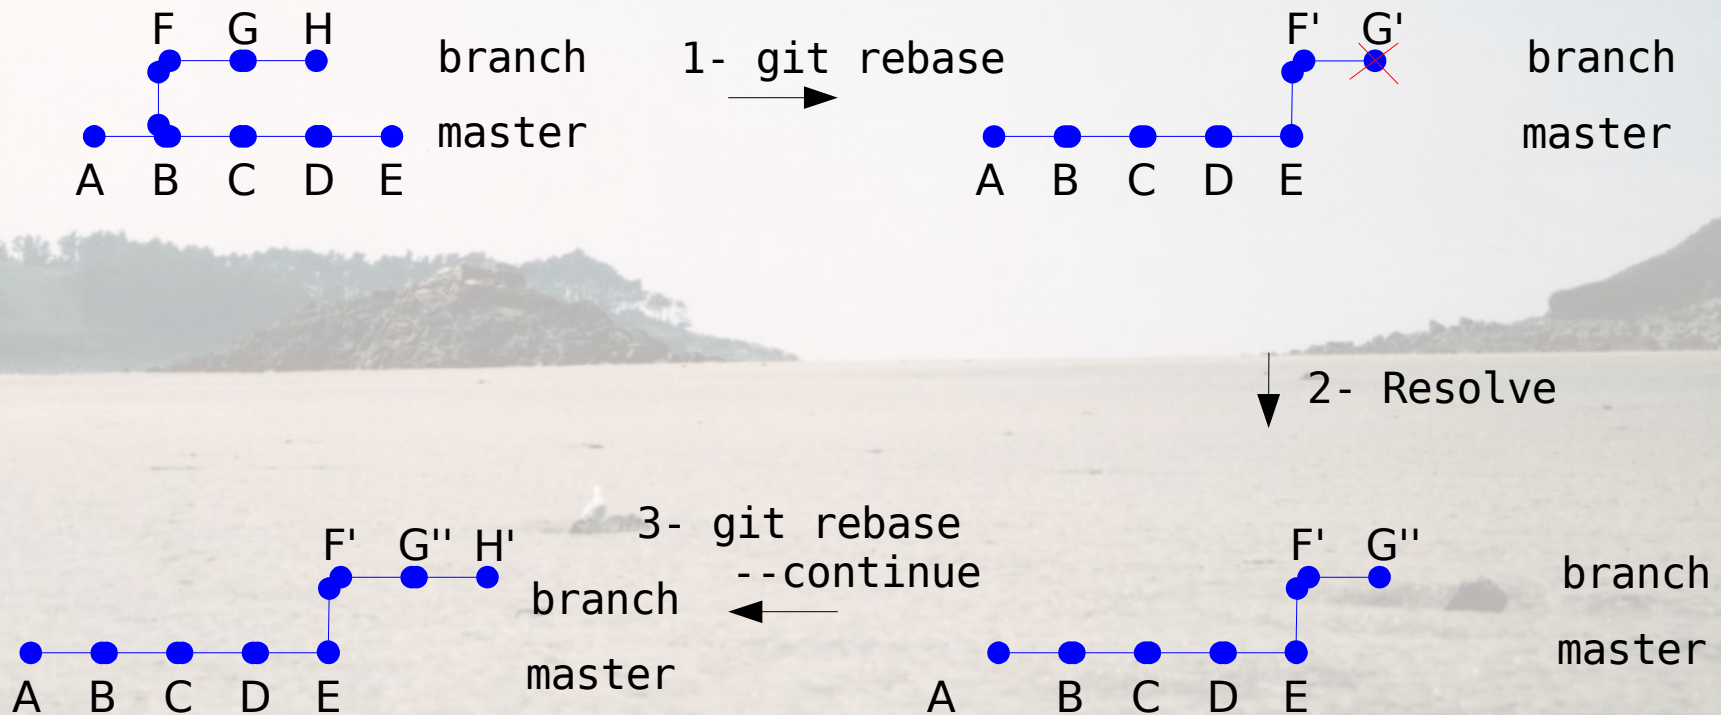 F G H
branch
master
A B C D E
1- git rebase
F' G'
branch
master
A B C D E
2- Resolve
F' G''
branch
master
A B C D E
3- git rebase
--continue
F' G'' H'
branch
master
A B C D E